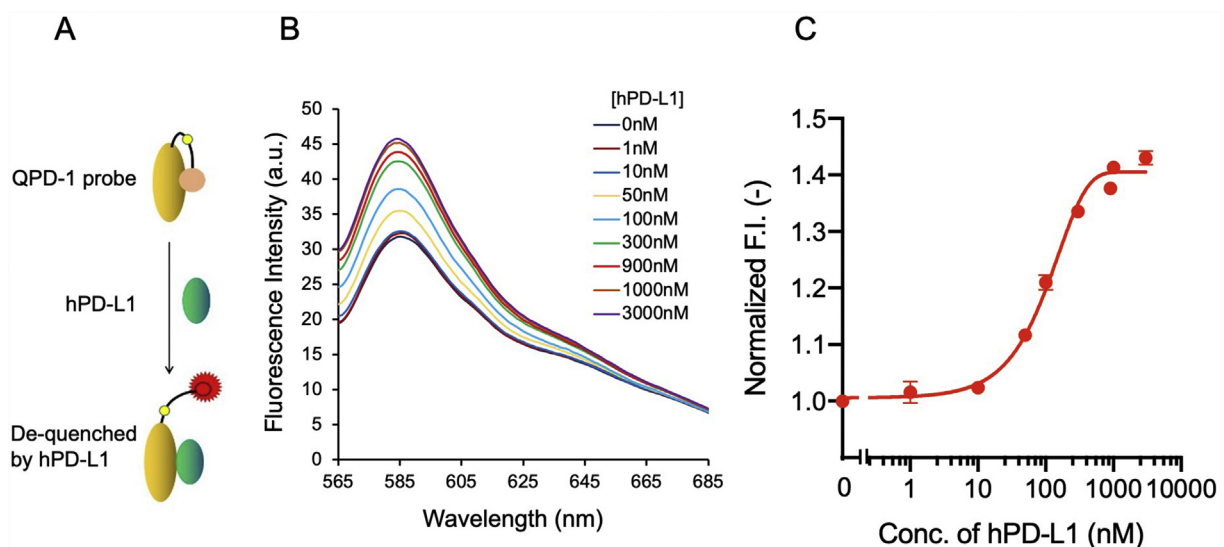 A
QPD-1 probe
hPD-L1
De-quenched
by hPD-L1
B
Fluorescence Intensity (a.u.)
50
45
40
35
30
25
20
15
10
5
0
565
585
605
625
645
665
685
Wavelength (nm)
[hPD-L1]
0nM
1nM
10nM
50nM
100nM
300nM
900nM
1000nM
3000nM
C
Normalized F.I. (-)
1.5
1.4
1.3
1.2
1.1
1.0
0
1
10
100
1000
10000
Conc. of hPD-L1 (nM)